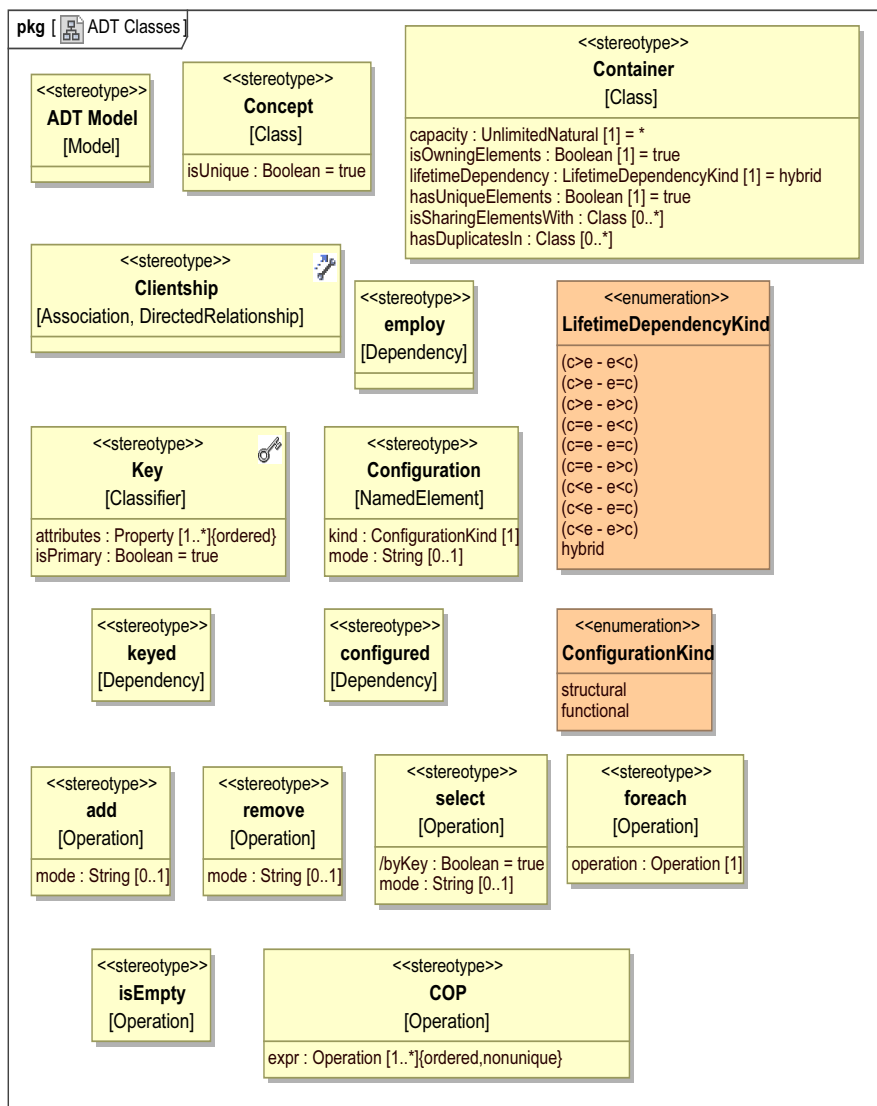 pkg [ ADT Classes]
<<stereotype>>
ADT Model
[Model]
<<stereotype>>
Concept
[Class]
isUnique : Boolean = true
<<stereotype>>
Container
[Class]
capacity : UnlimitedNatural [1] = *
isOwningElements : Boolean [1] = true
lifetimeDependency : LifetimeDependencyKind [1] = hybrid
hasUniqueElements : Boolean [1] = true
isSharingElementsWith : Class [0..*]
hasDuplicatesIn : Class [0..*]
<<stereotype>>
Clientship
[Association, DirectedRelationship]
<<stereotype>>
employ
[Dependency]
<<enumeration>>
LifetimeDependencyKind
(c>e - e<c)
(c>e - e=c)
(c>e - e>c)
(c=e - e<c)
(c=e - e=c)
(c=e - e>c)
(c<e - e<c)
(c<e - e=c)
(c<e - e>c)
hybrid
<<stereotype>>
Key
[Classifier]
attributes : Property [1..*]{ordered}
isPrimary : Boolean = true
<<stereotype>>
Configuration
[NamedElement]
kind : ConfigurationKind [1]
mode : String [0..1]
<<stereotype>>
keyed
[Dependency]
<<stereotype>>
configured
[Dependency]
<<enumeration>>
ConfigurationKind
structural
functional
<<stereotype>>
add
[Operation]
mode : String [0..1]
<<stereotype>>
remove
[Operation]
mode : String [0..1]
<<stereotype>>
select
[Operation]
/byKey : Boolean = true
mode : String [0..1]
<<stereotype>>
foreach
[Operation]
operation : Operation [1]
<<stereotype>>
isEmpty
[Operation]
<<stereotype>>
COP
[Operation]
expr : Operation [1..*]{ordered,nonunique}